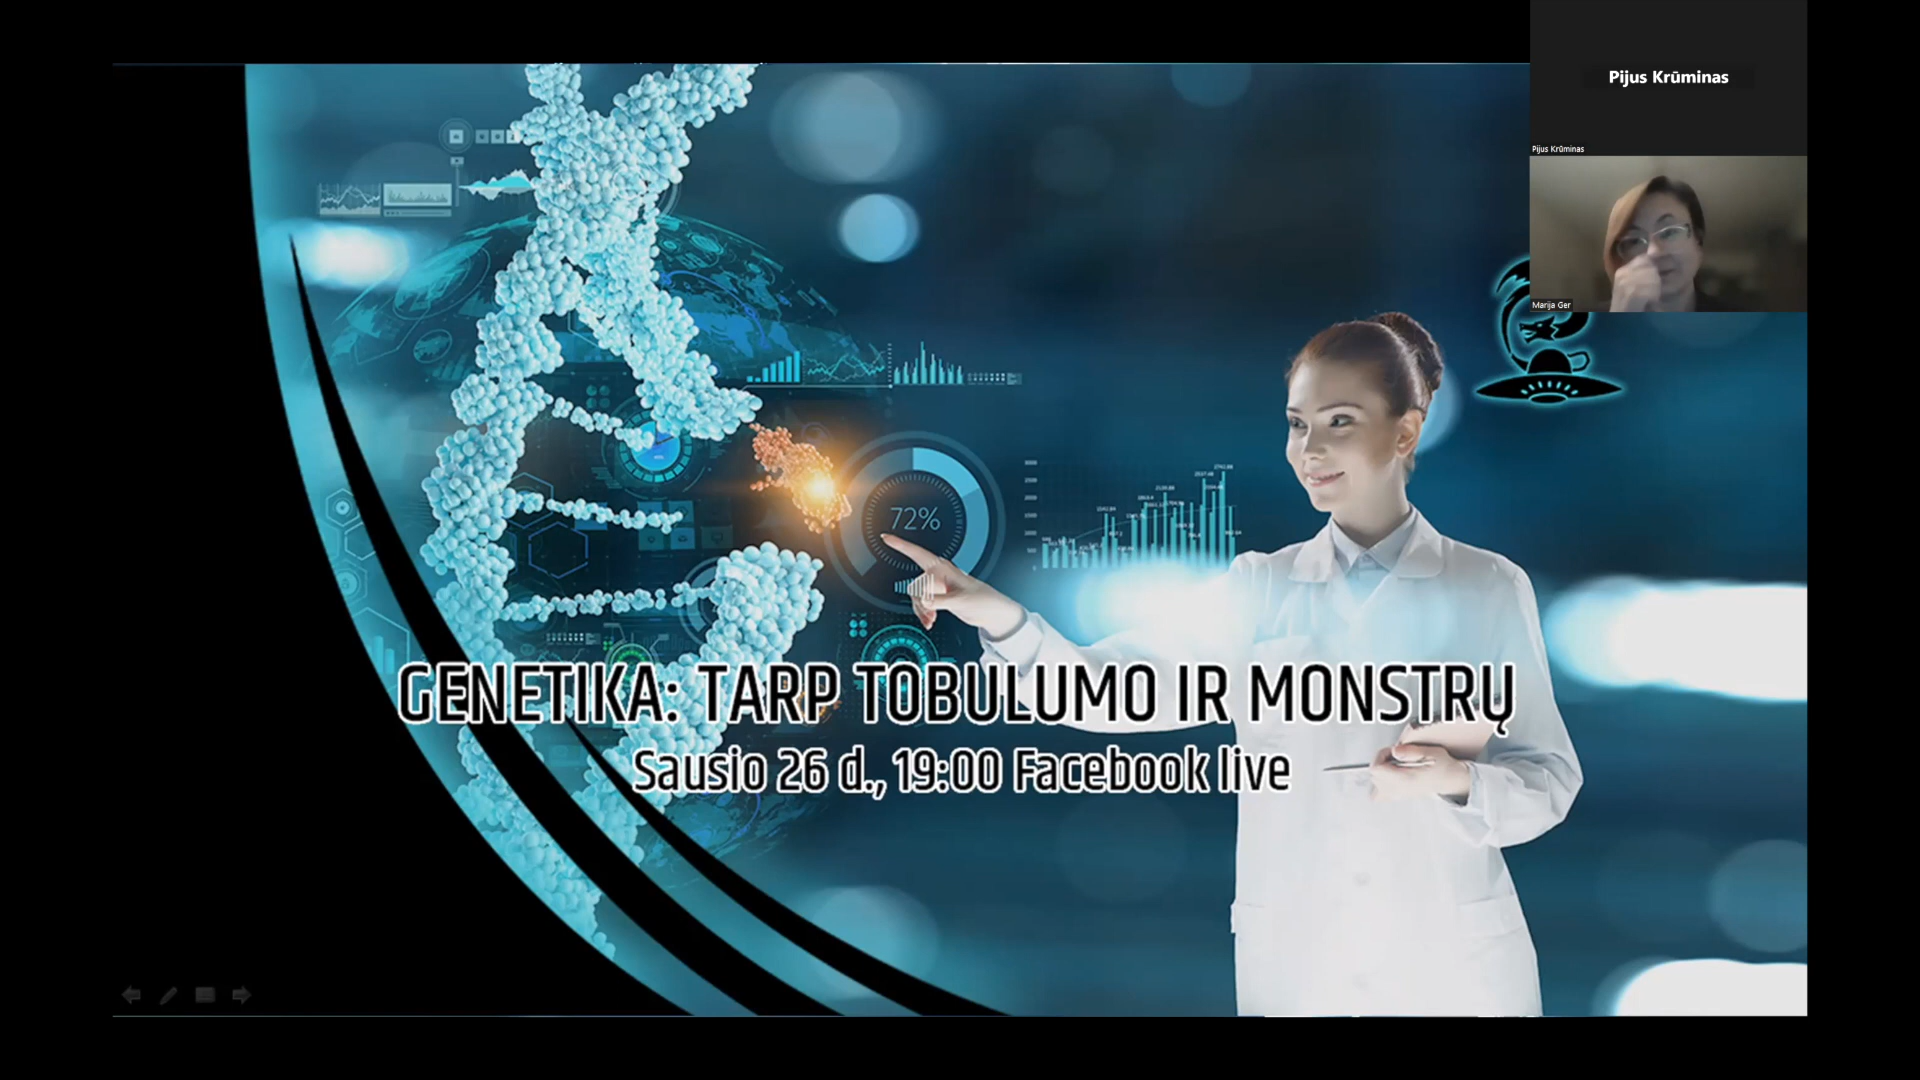 Pijus Krūminas
Pijus Krūminas
Marija Ger
72%
GENETIKA: TARP TOBULUMO IR MONSTRŲ
Sausio 26 d., 19:00 Facebook live